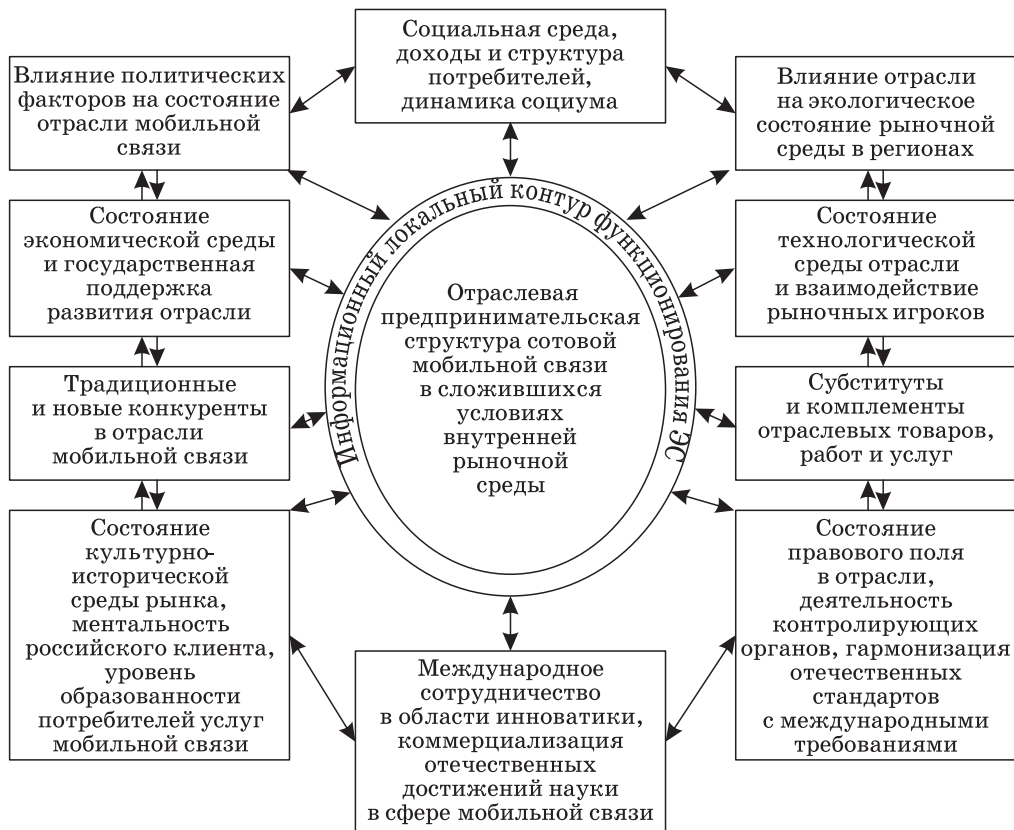 Социальная среда,
доходы и структура
потребителей,
динамика социума
Влияние политических
факторов на состояние
отрасли мобильной
связи
Влияние отрасли
на экологическое
состояние рыночной
среды в регионах
Состояние
экономической среды
и государственная
поддержка
развития отрасли
Состояние
технологической
среды отрасли
и взаимодействие
рыночных игроков
Информационный локальный контур функционирования ЭС
Отраслевая
предпринимательская
структура сотовой
мобильной связи
в сложившихся
условиях
внутренней
рыночной
среды
Традиционные
и новые конкуренты
в отрасли
мобильной связи
Субституты
и комплементы
отраслевых товаров,
работ и услуг
Состояние
культурно-
исторической
среды рынка,
ментальность
российского клиента,
уровень
образованности
потребителей услуг
мобильной связи
Состояние
правового поля
в отрасли,
деятельность
контролирующих
органов, гармонизация
отечественных
стандартов
с международными
требованиями
Международное
сотрудничество
в области инноватики,
коммерциализация
отечественных
достижений науки
в сфере мобильной связи